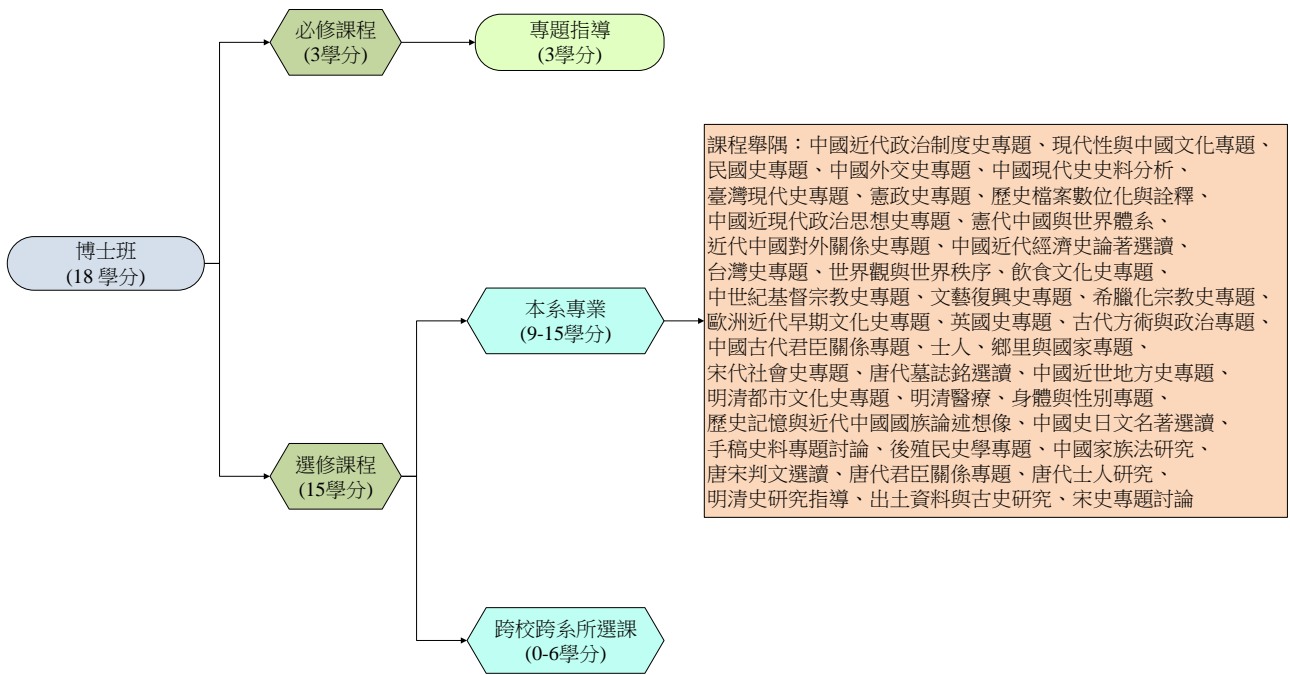 必修課程
(3學分)
專題指導
(3學分)
博士班
(18 學分)
選修課程
(15學分)
本系專業
(9-15學分)
課程舉隅：中國近代政治制度史專題、現代性與中國文化專題、
民國史專題、中國外交史專題、中國現代史史料分析、
臺灣現代史專題、憲政史專題、歷史檔案數位化與詮釋、
中國近現代政治思想史專題、憲代中國與世界體系、
近代中國對外關係史專題、中國近代經濟史論著選讀、
台灣史專題、世界觀與世界秩序、飲食文化史專題、
中世紀基督宗教史專題、文藝復興史專題、希臘化宗教史專題、
歐洲近代早期文化史專題、英國史專題、古代方術與政治專題、
中國古代君臣關係專題、士人、鄉里與國家專題、
宋代社會史專題、唐代墓誌銘選讀、中國近世地方史專題、
明清都市文化史專題、明清醫療、身體與性別專題、
歷史記憶與近代中國國族論述想像、中國史日文名著選讀、
手稿史料專題討論、後殖民史學專題、中國家族法研究、
唐宋判文選讀、唐代君臣關係專題、唐代士人研究、
明清史研究指導、出土資料與古史研究、宋史專題討論
跨校跨系所選課
(0-6學分)